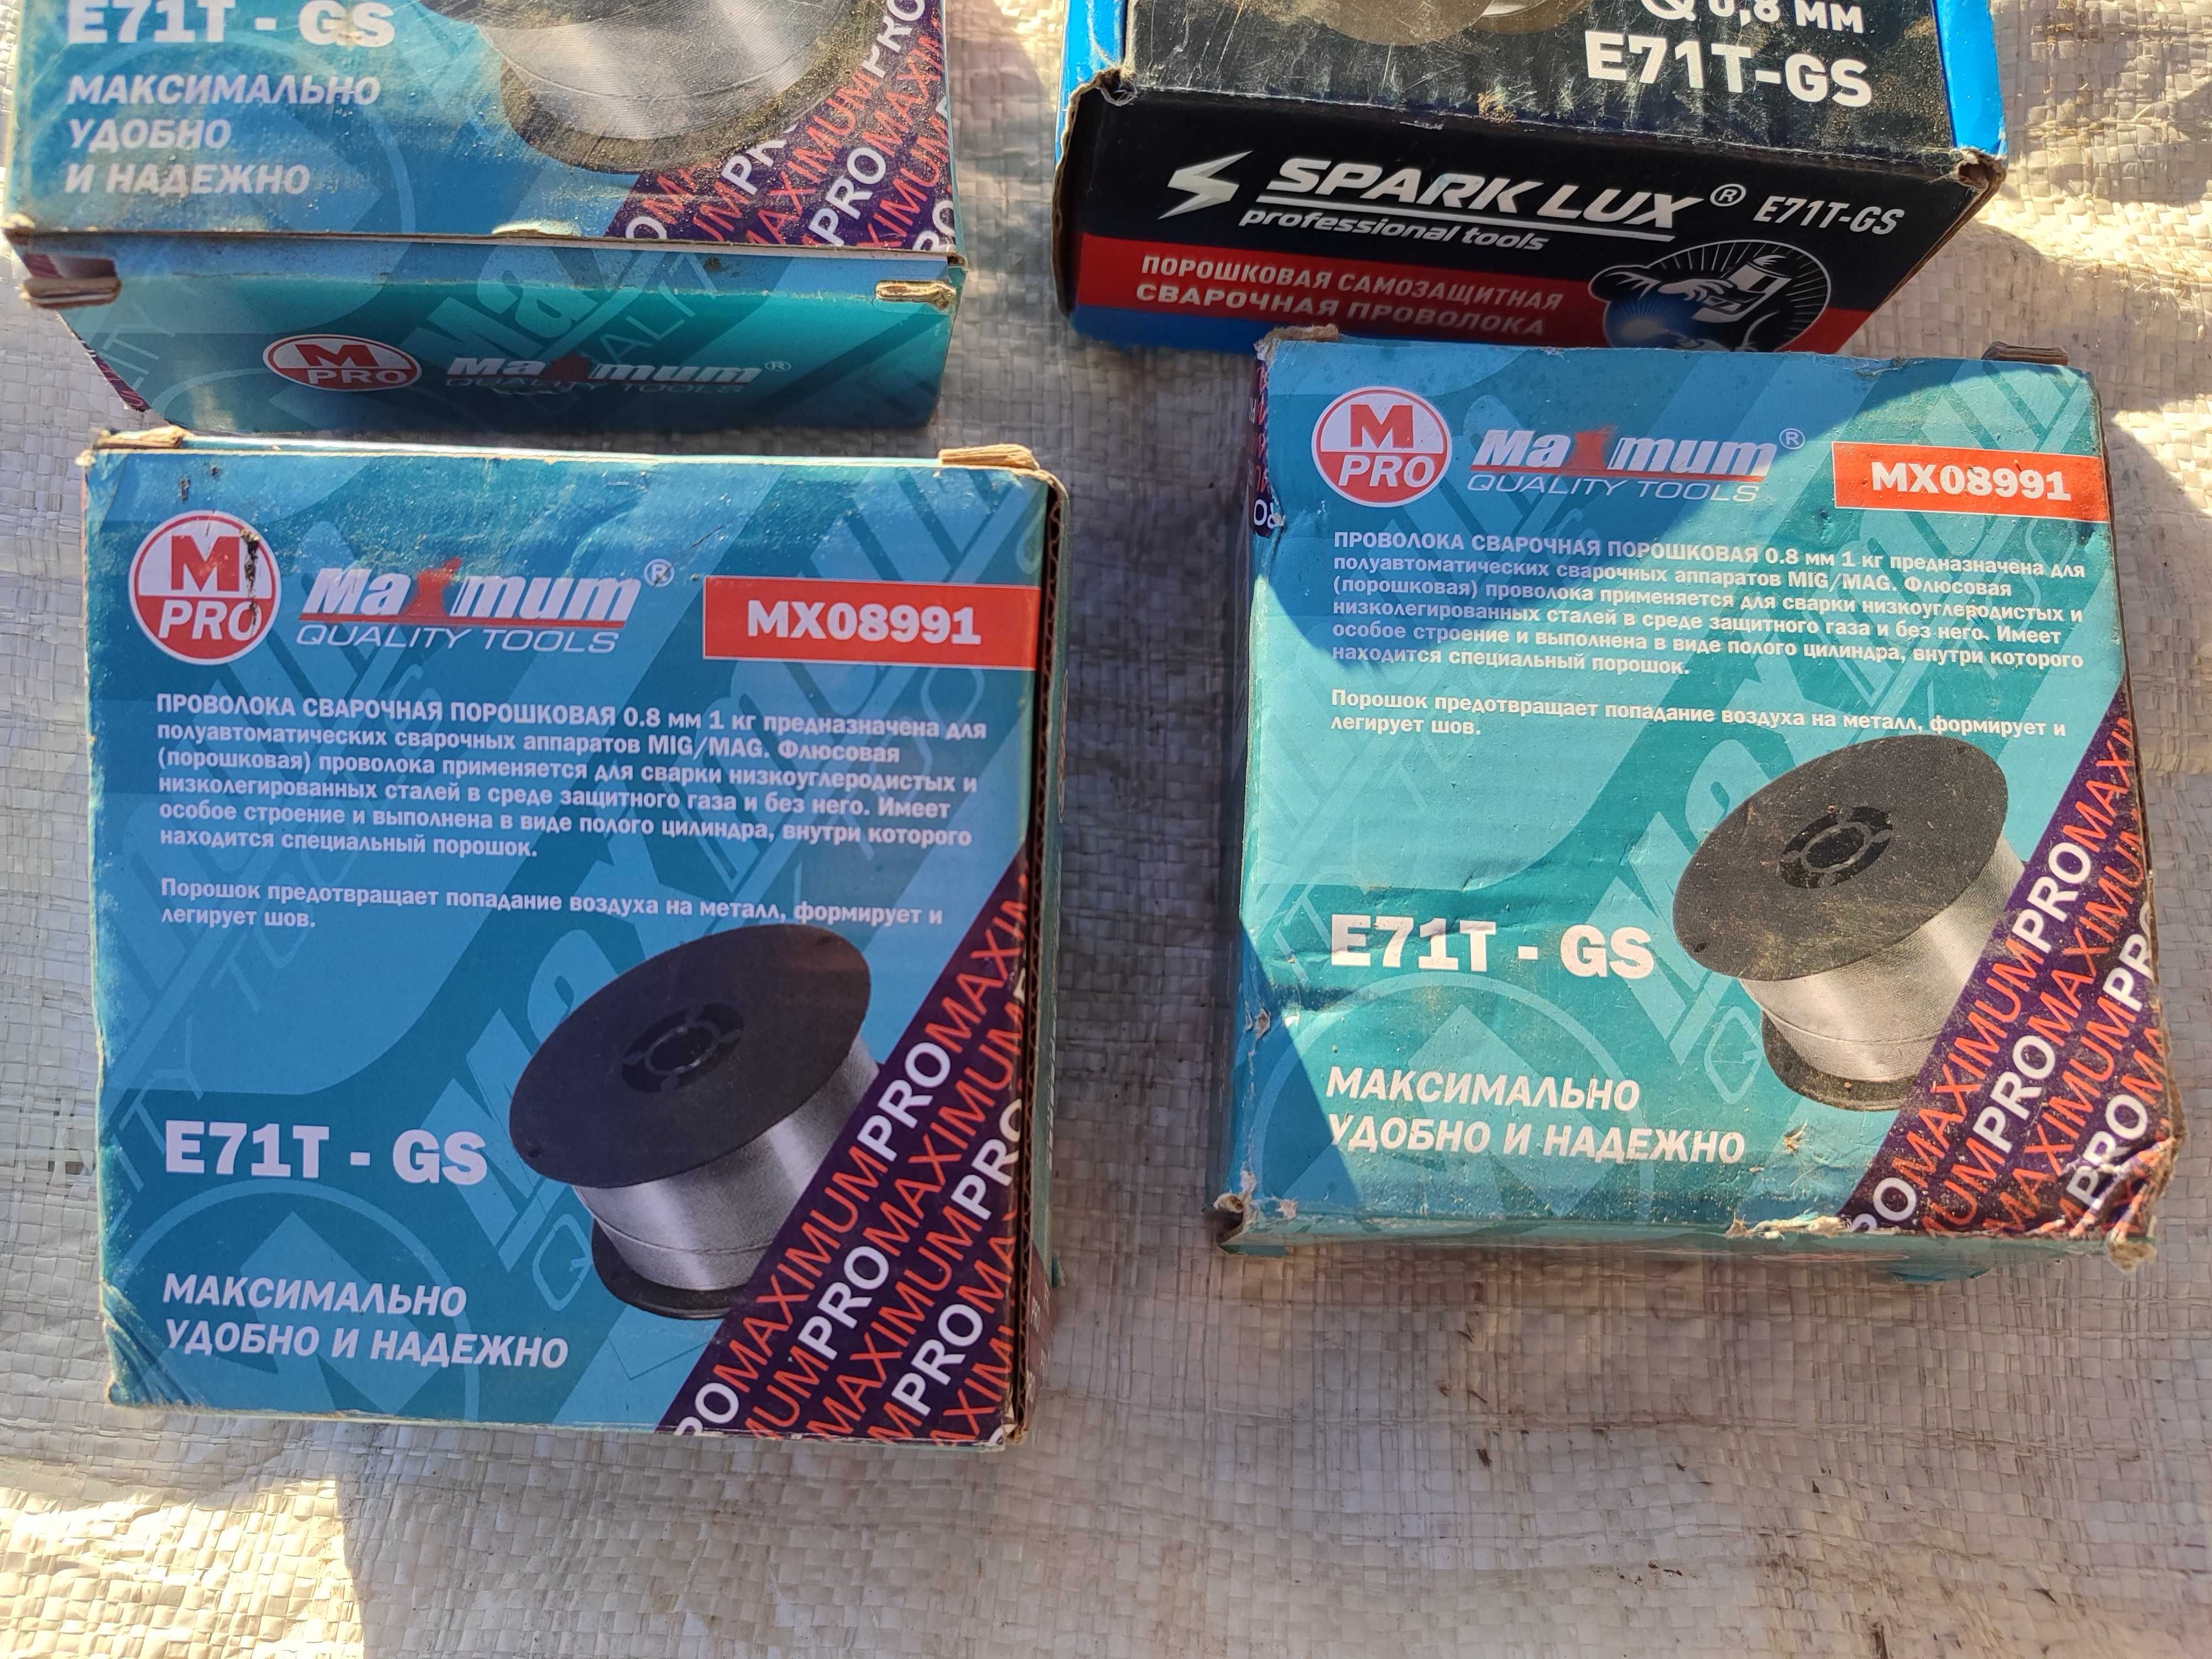 E71T - GS
МАКСИМАЛЬНО
УДОБНО
И НАДЕЖНО
M
PRO
Maximum®
QUALITY TOOLS
0,8 мм
E71T-GS
SPARK LUX® E71T-GS
professional tools
ПОРОШКОВАЯ САМОЗАЩИТНАЯ
СВАРОЧНАЯ ПРОВОЛОКА
M
PRO
Maximum®
QUALITY TOOLS
MX08991
ПРОВОЛОКА СВАРОЧНАЯ ПОРОШКОВАЯ 0.8 мм 1 кг предназначена для
полуавтоматических сварочных аппаратов MIG/MAG. Флюсовая
(порошковая) проволока применяется для сварки низкоуглеродистых и
низколегированных сталей в среде защитного газа и без него. Имеет
особое строение и выполнена в виде полого цилиндра, внутри которого
находится специальный порошок.
Порошок предотвращает попадание воздуха на металл, формирует и
легирует шов.
E71T - GS
МАКСИМАЛЬНО
УДОБНО И НАДЕЖНО
PROMAXIMUMPROMAXIM
M
PRO
Maximum®
QUALITY TOOLS
MX08991
ПРОВОЛОКА СВАРОЧНАЯ ПОРОШКОВАЯ 0.8 мм 1 кг предназначена для
полуавтоматических сварочных аппаратов MIG/MAG. Флюсовая
(порошковая) проволока применяется для сварки низкоуглеродистых и
низколегированных сталей в среде защитного газа и без него. Имеет
особое строение и выполнена в виде полого цилиндра, внутри которого
находится специальный порошок.
Порошок предотвращает попадание воздуха на металл, формирует и
легирует шов.
E71T - GS
МАКСИМАЛЬНО
УДОБНО И НАДЕЖНО
PROMAXIMUMPROMAXIM